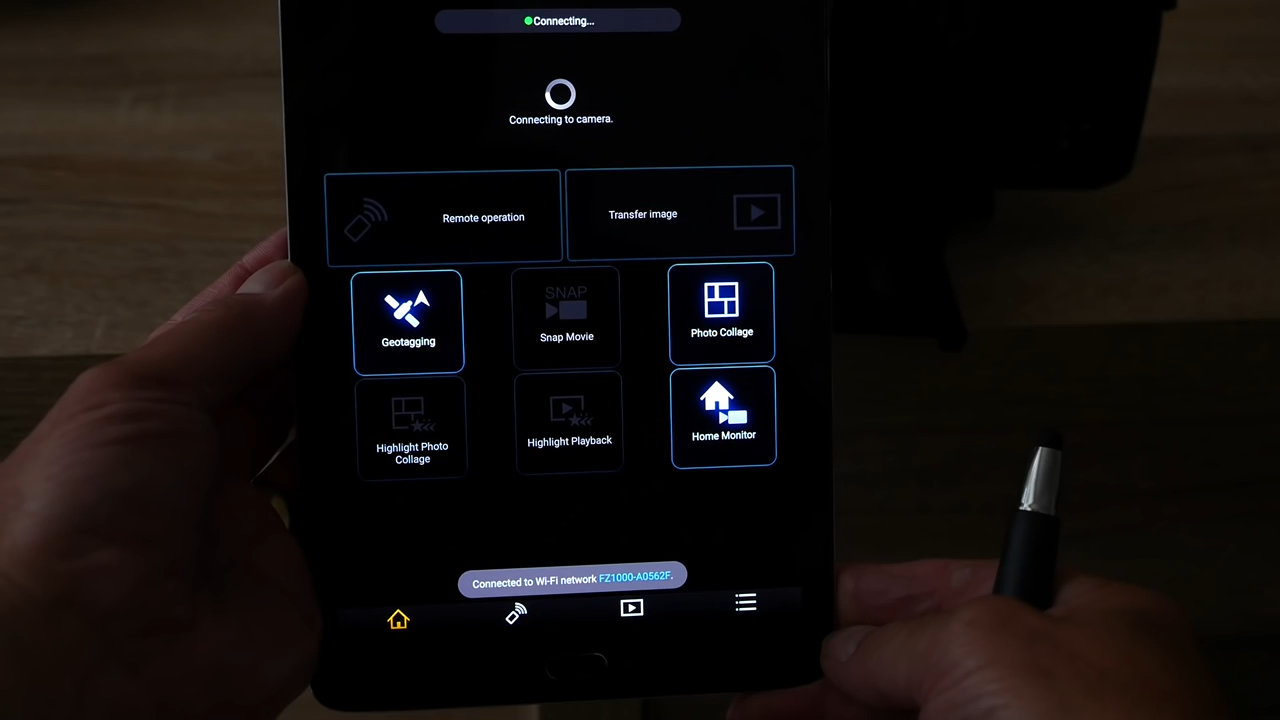 Connecting...
Connecting to camera.
Remote operation
Transfer image
Geotagging
SNAP
Snap Movie
Photo Collage
Highlight Photo
Collage
Highlight Playback
Home Monitor
Connected to Wi-Fi network FZ1000-A0562F.